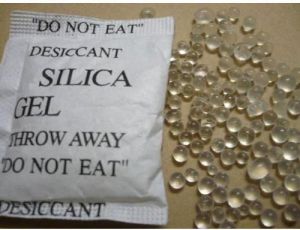 "DO NOT EAT"
DESICCANT
SILICA
GEL
THROW AWAY
"DO NOT EAT"
DESICCANT